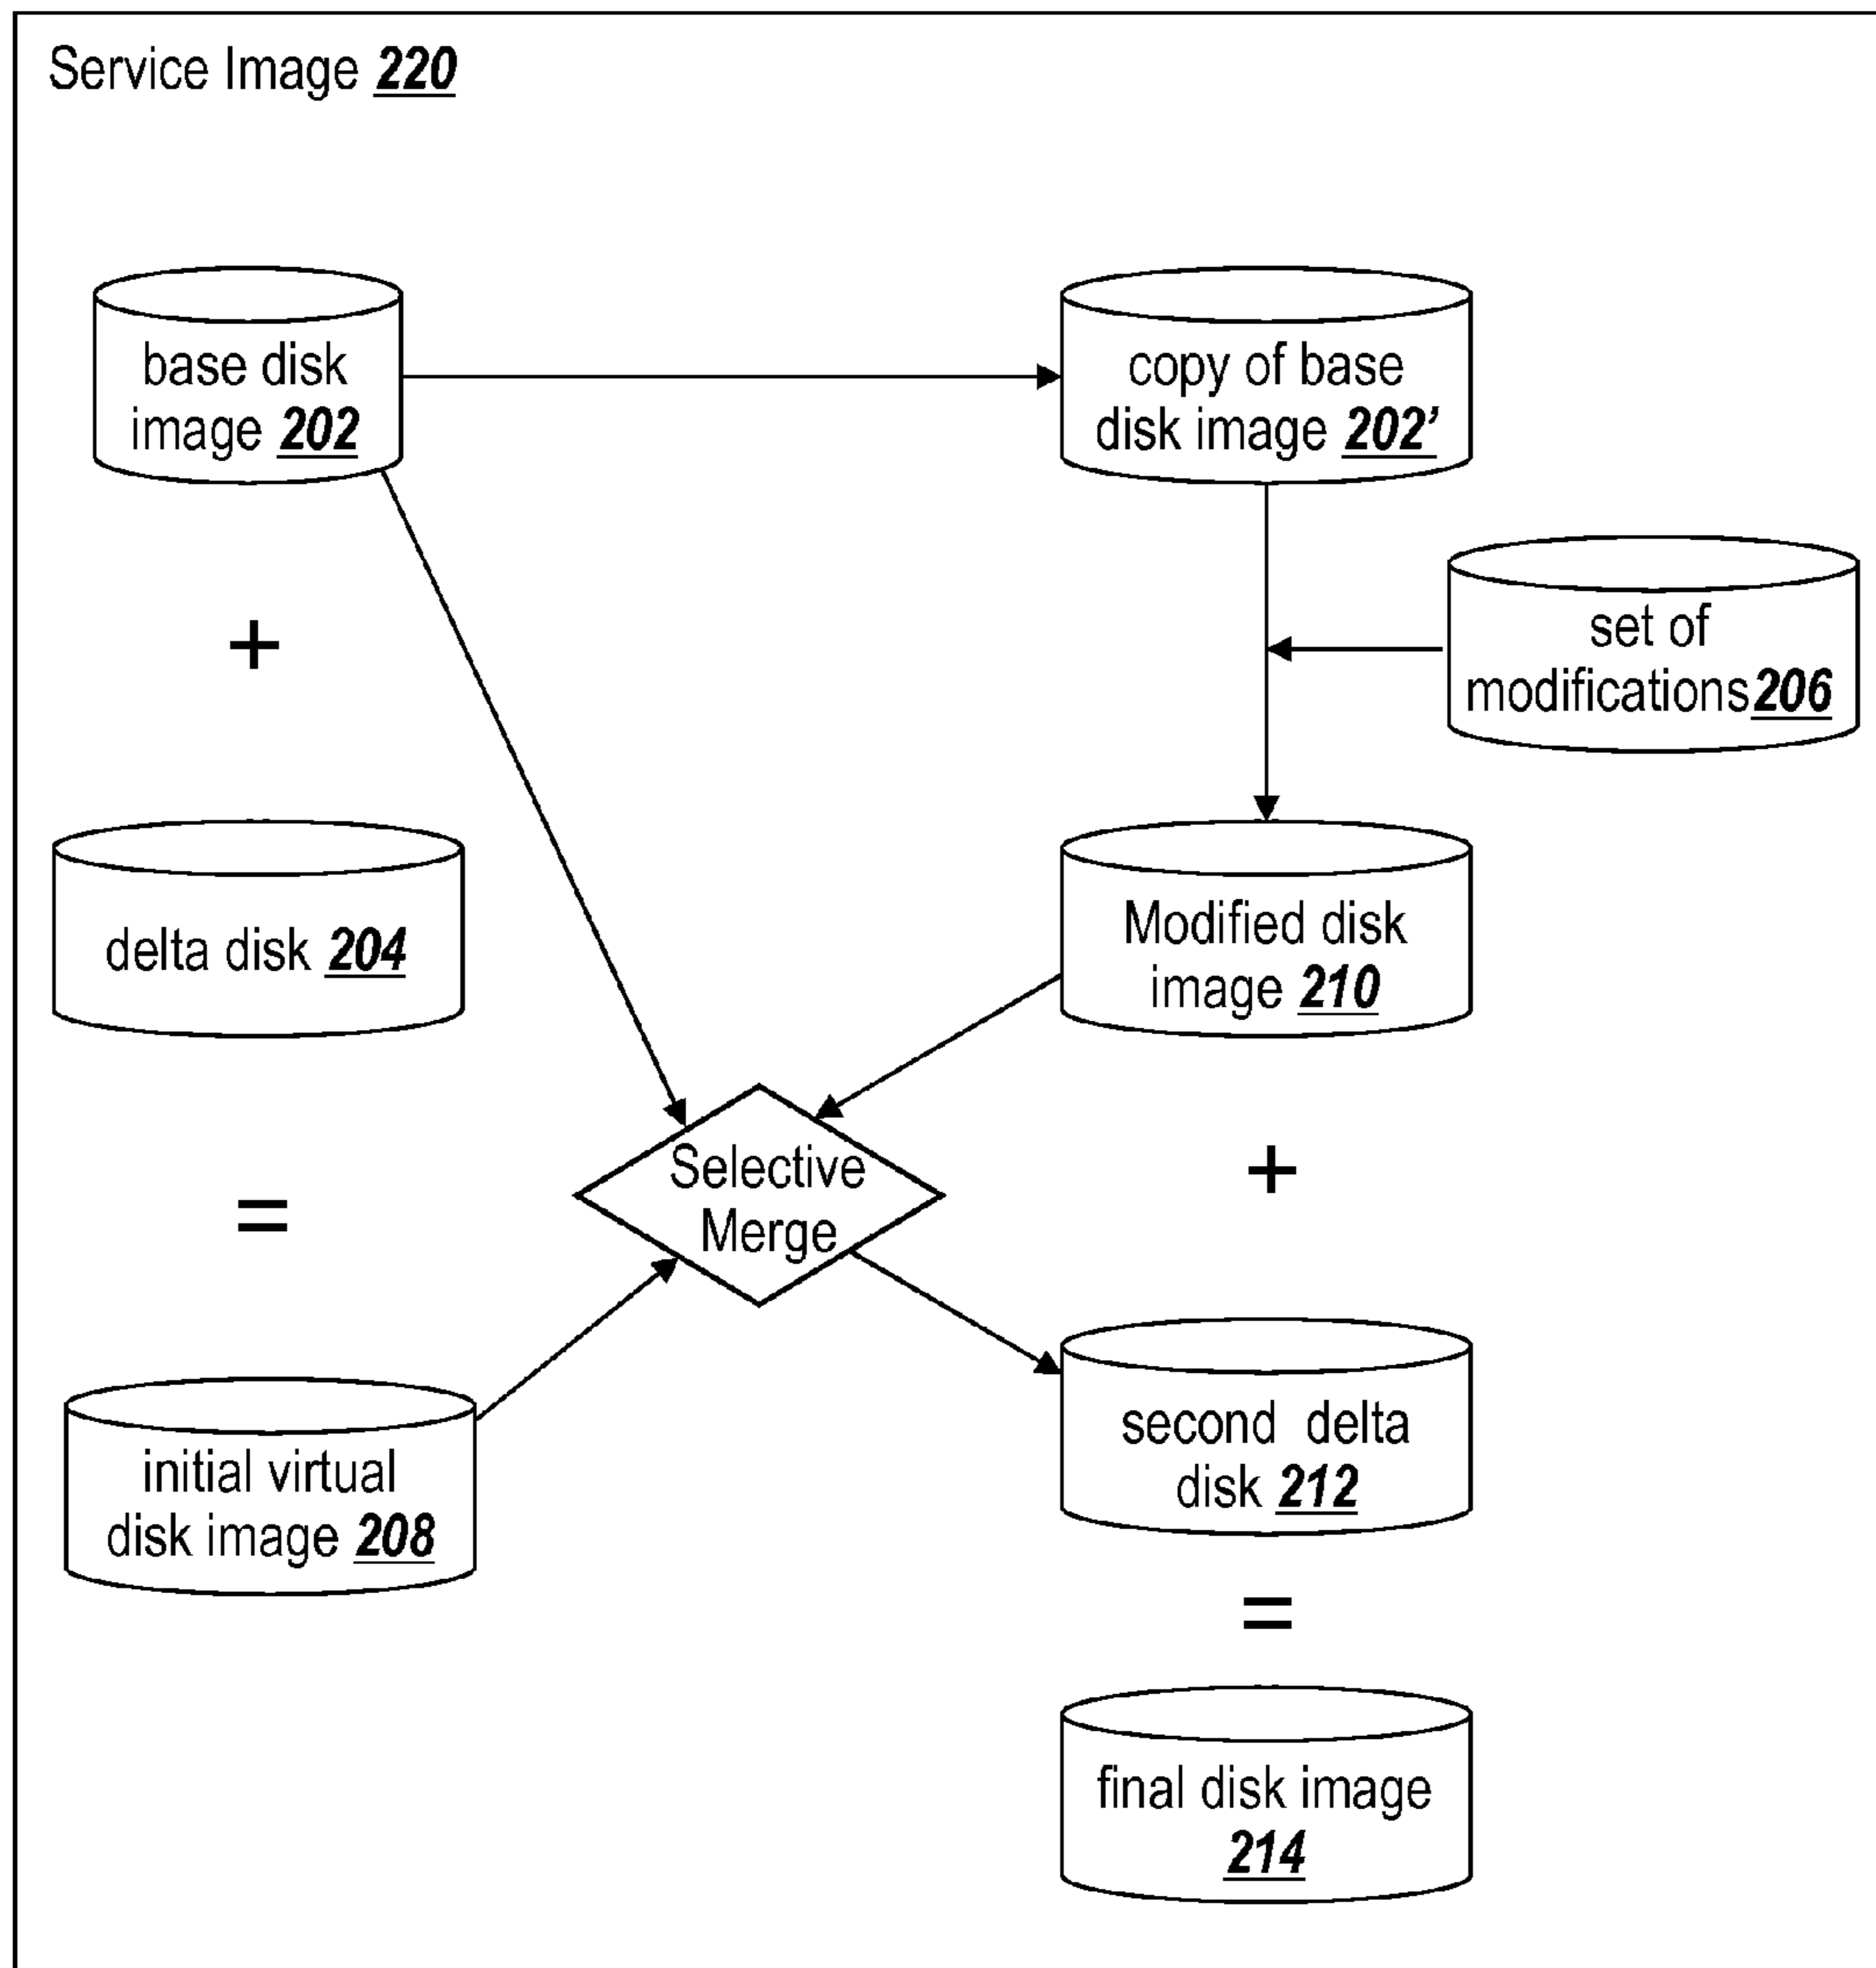 Service Image 220
base disk
image 202
copy of base
disk image 202’
+
set of
modifications206
delta disk 204
Modified disk
image 210
Selective
Merge
+
=
initial virtual
disk image 208
second delta
disk 212
=
final disk image
214